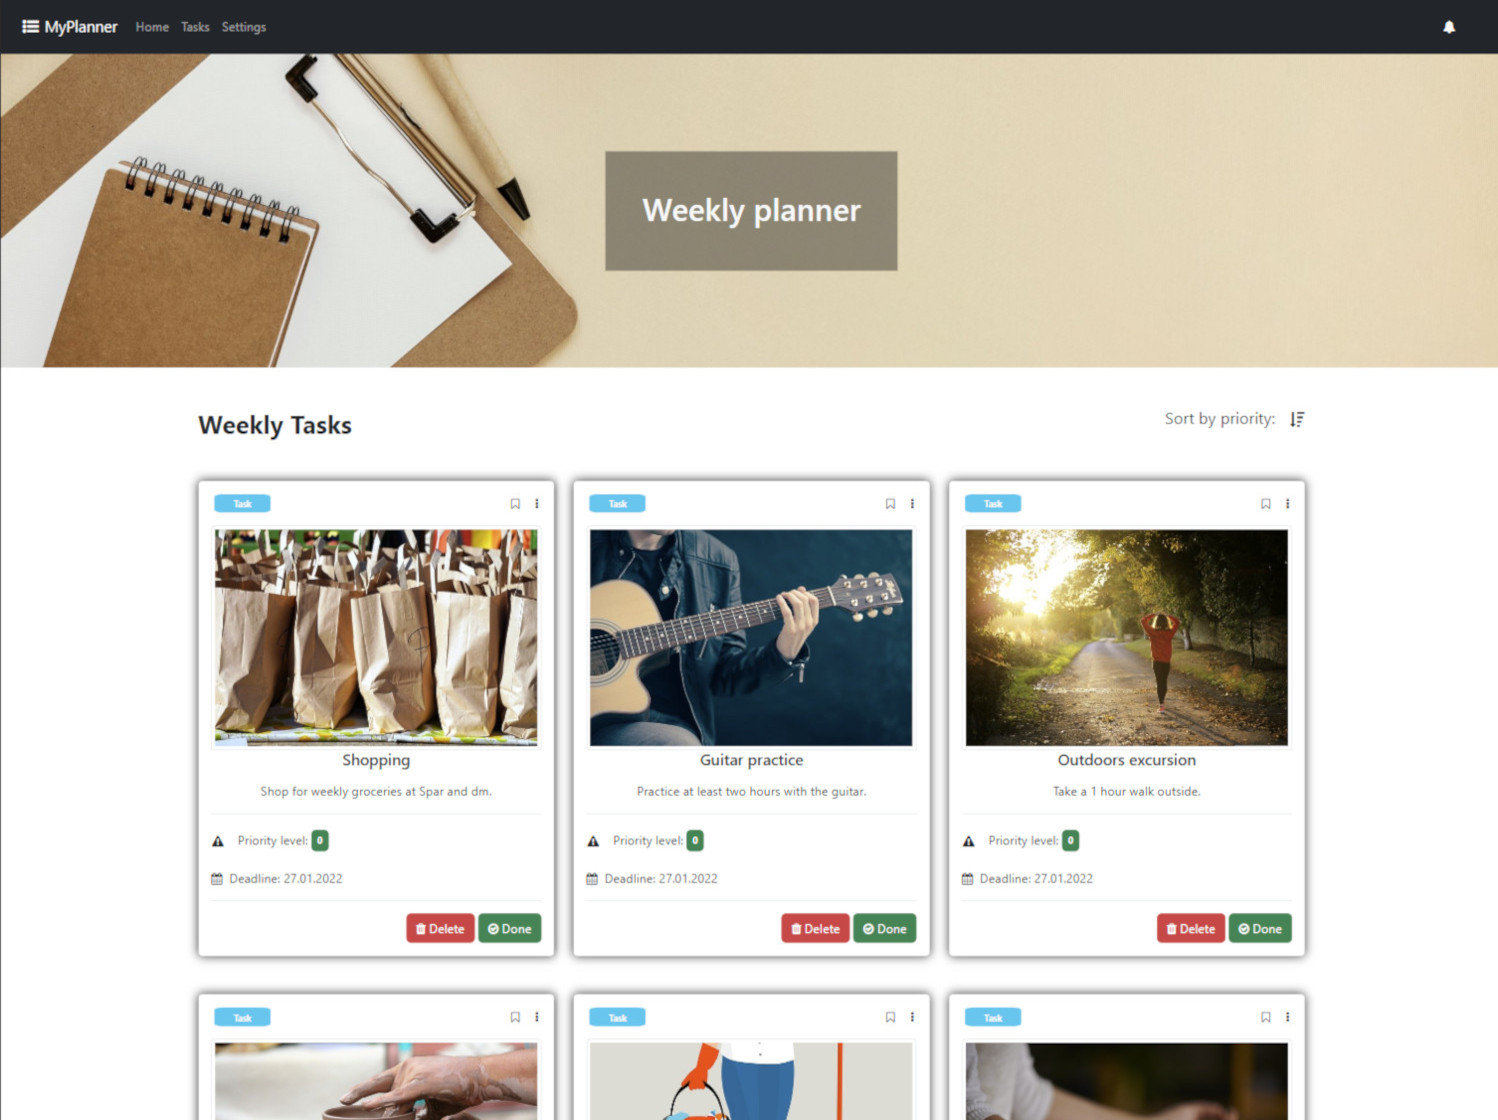 MyPlanner Home Tasks Settings
Weekly planner
Weekly Tasks
Sort by priority:
Task
Shopping
Shop for weekly groceries at Spar and dm.
Priority level: 0
Deadline: 27.01.2022
Delete Done
Task
Guitar practice
Practice at least two hours with the guitar.
Priority level: 0
Deadline: 27.01.2022
Delete Done
Task
Outdoors excursion
Take a 1 hour walk outside.
Priority level: 0
Deadline: 27.01.2022
Delete Done
Task
Task
Task